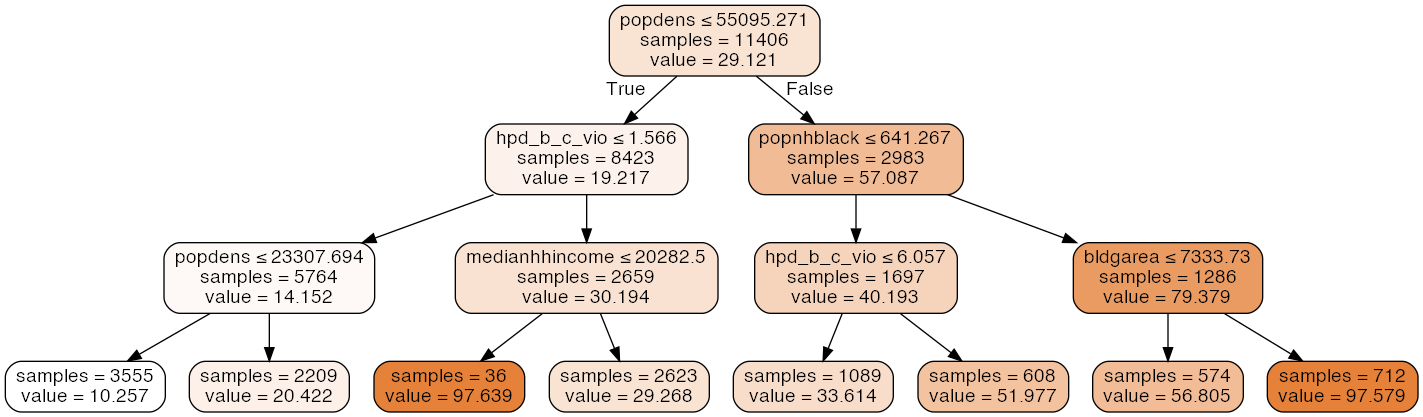 popdens ≤ 55095.271
samples = 11406
value = 29.121
True
False
hpd_b_c_vio ≤ 1.566
samples = 8423
value = 19.217
popnhblack ≤ 641.267
samples = 2983
value = 57.087
popdens ≤ 23307.694
samples = 5764
value = 14.152
medianhhincome ≤ 20282.5
samples = 2659
value = 30.194
hpd_b_c_vio ≤ 6.057
samples = 1697
value = 40.193
bldgarea ≤ 7333.73
samples = 1286
value = 79.379
samples = 3555
value = 10.257
samples = 2209
value = 20.422
samples = 36
value = 97.639
samples = 2623
value = 29.268
samples = 1089
value = 33.614
samples = 608
value = 51.977
samples = 574
value = 56.805
samples = 712
value = 97.579